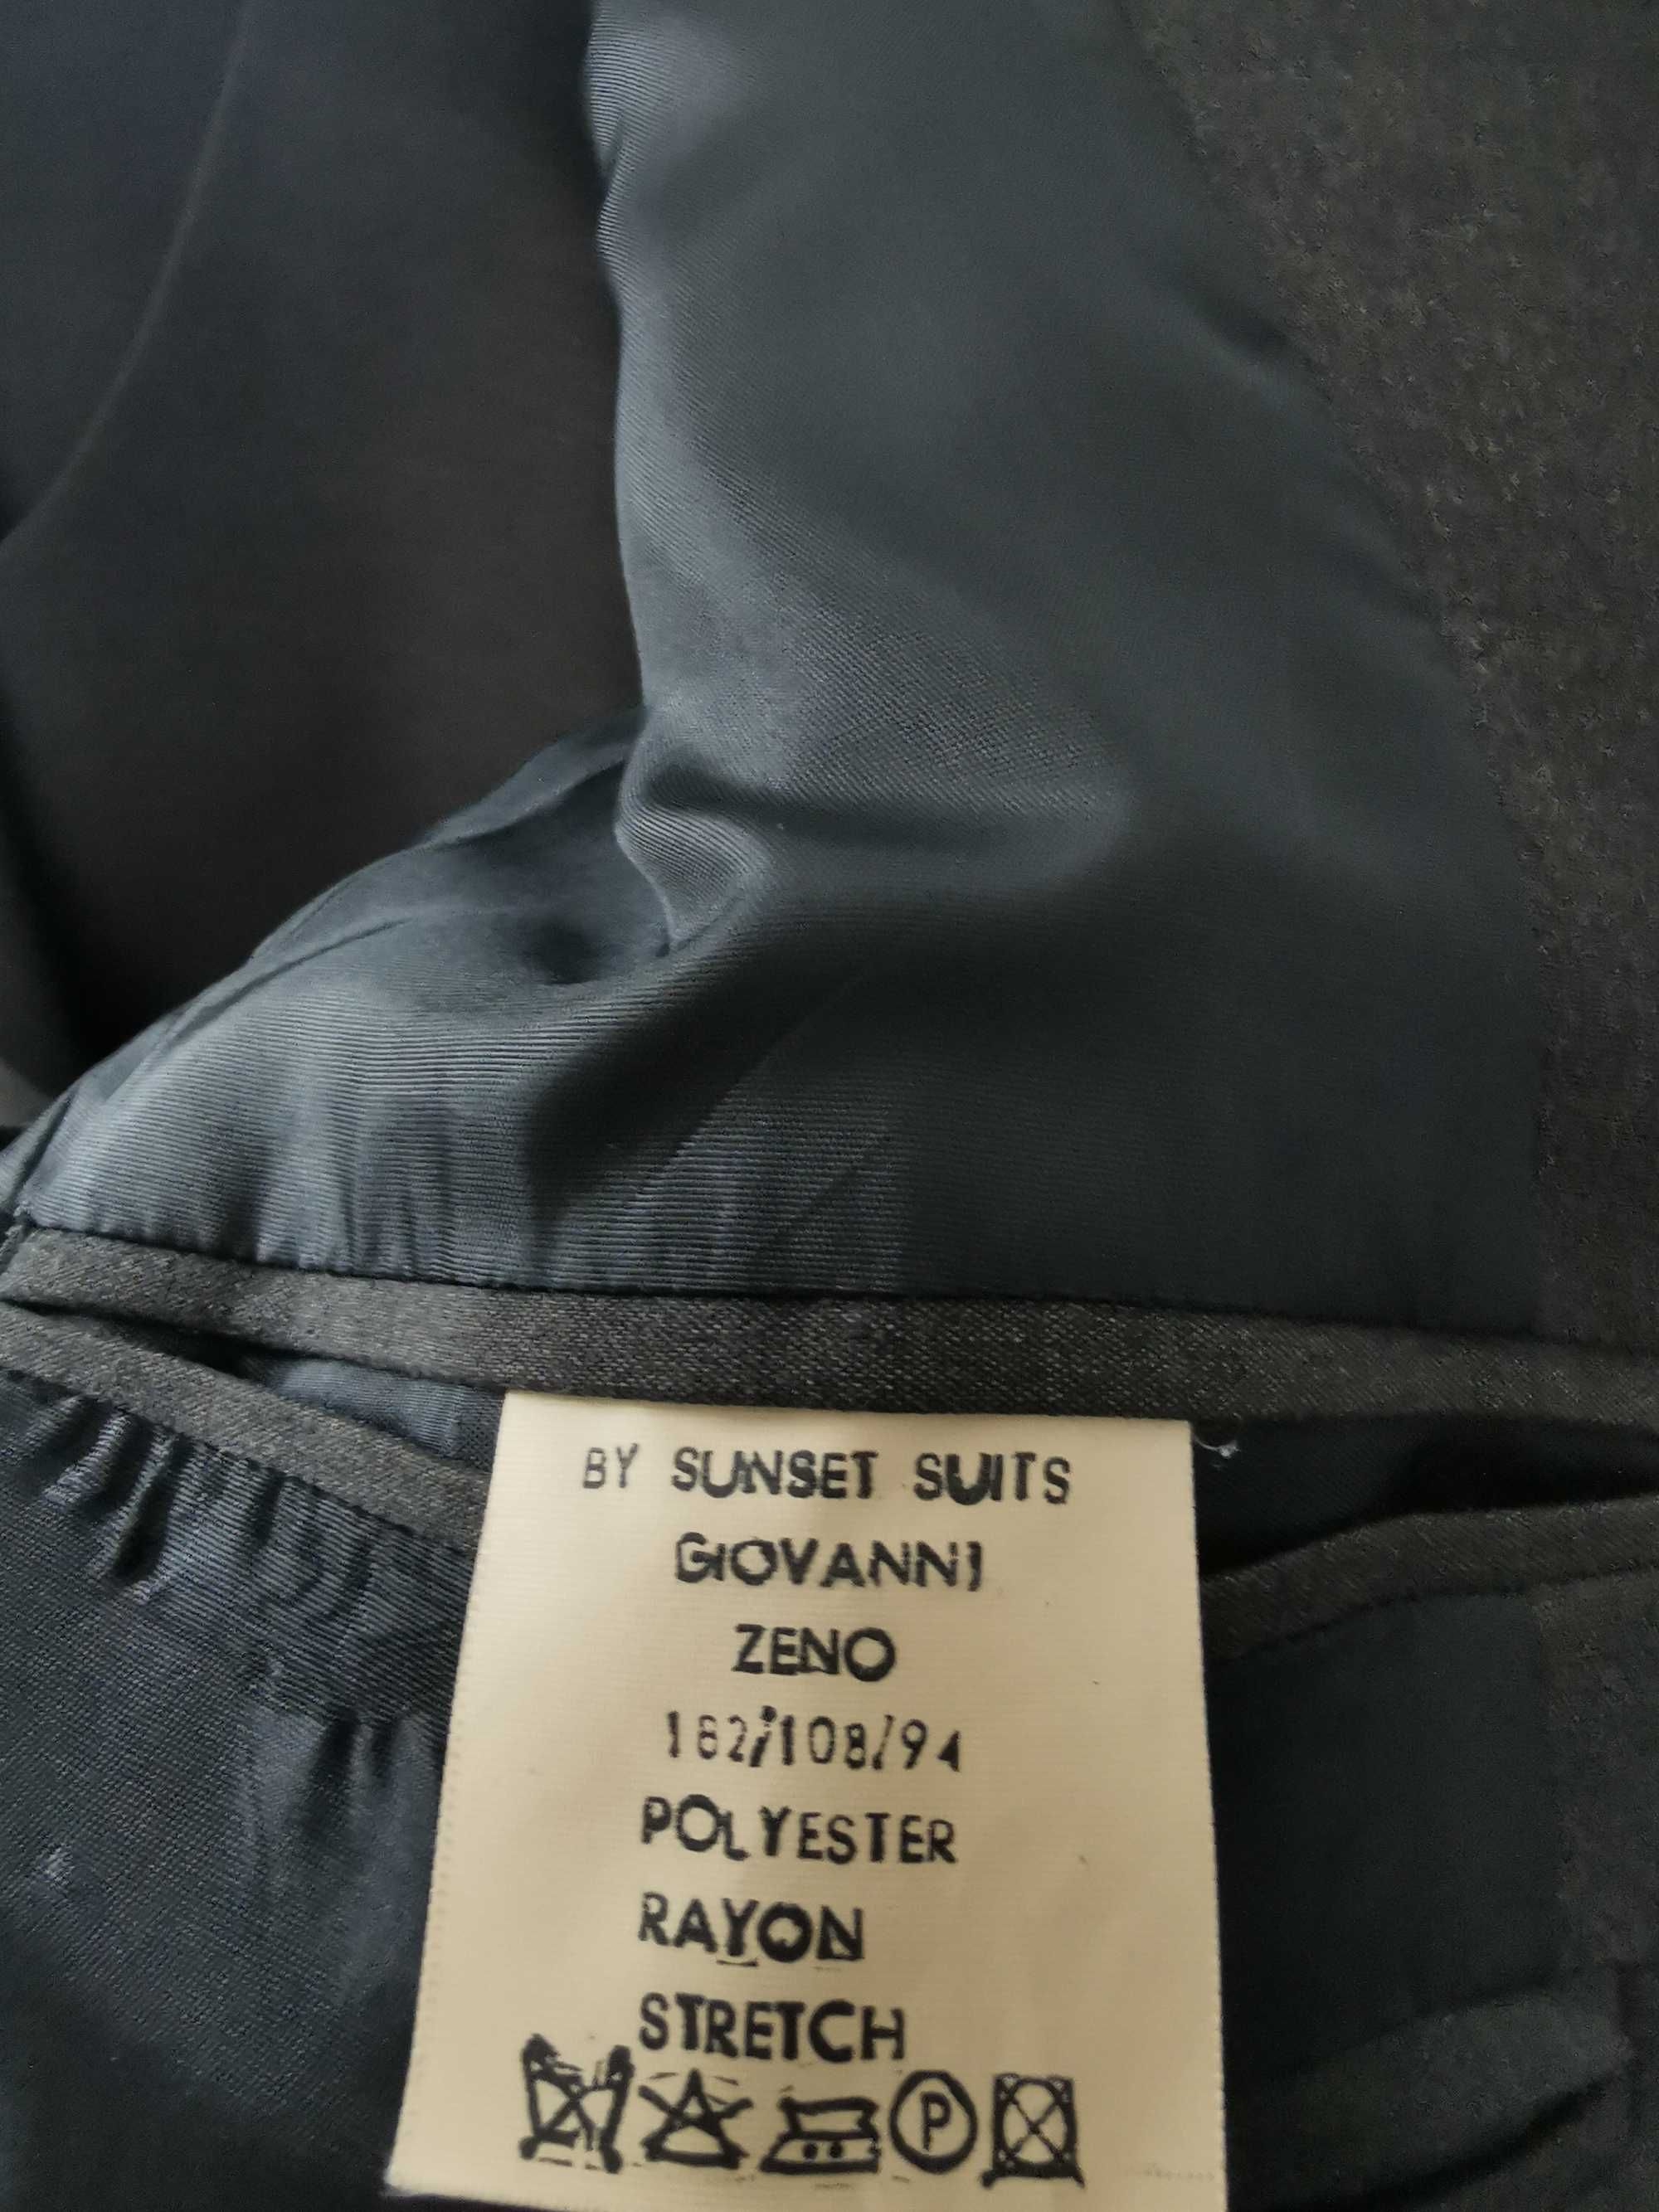 BY SUNSET SUITS
GIOVANNI
ZENO
182/108/94
POLYESTER
RAYON
STRETCH
P